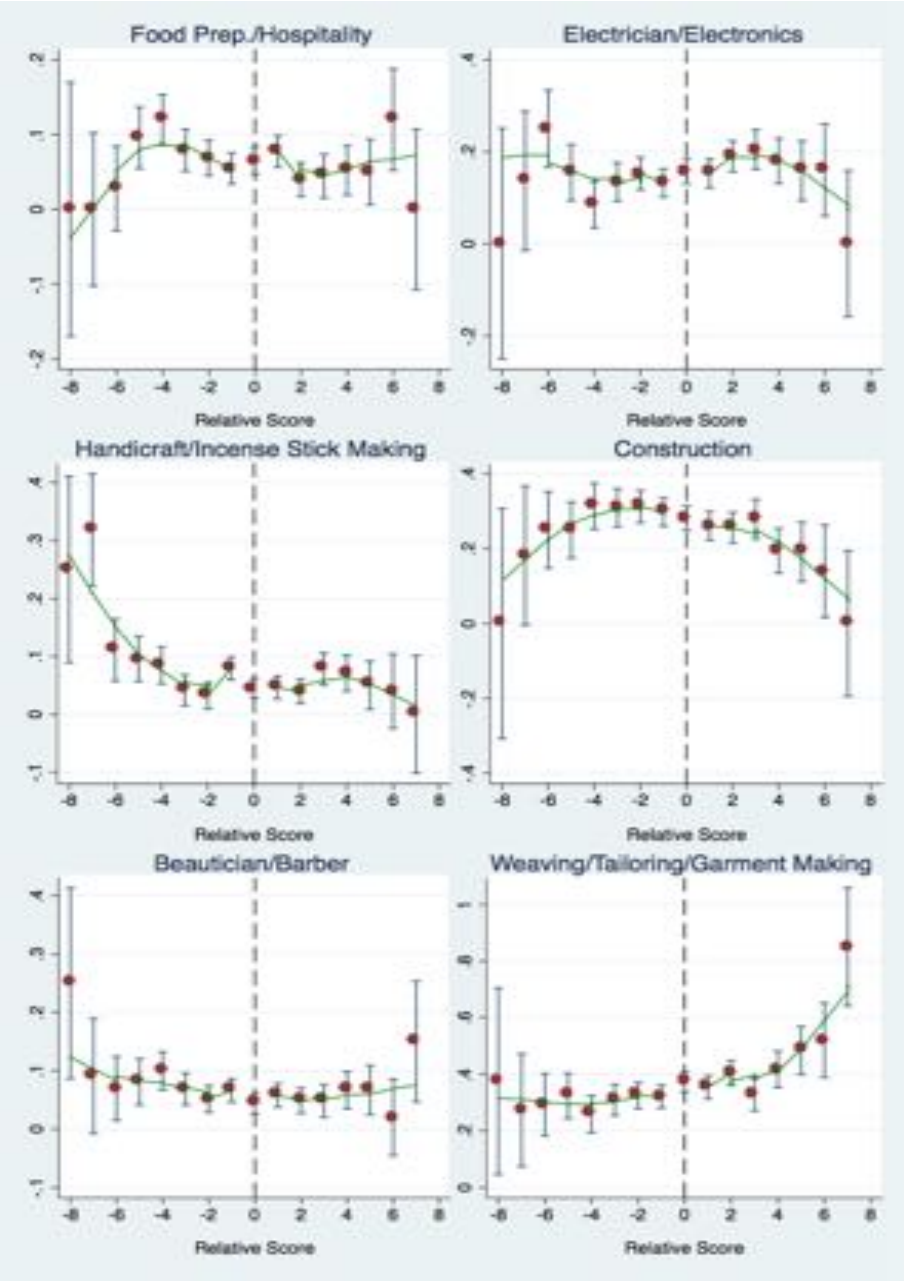 Food Prep./Hospitality
.2
.1
0
-.1
-.2
-8 -6 -4 -2 0 2 4 6 8
Relative Score
Electrician/Electronics
.4
.2
0
-.2
-8 -6 -4 -2 0 2 4 6 8
Relative Score
Handicraft/Incense Stick Making
.4
.3
.2
.1
0
-.1
-8 -6 -4 -2 0 2 4 6 8
Relative Score
Construction
.4
.2
0
-.2
-.4
-8 -6 -4 -2 0 2 4 6 8
Relative Score
Beautician/Barber
.4
.3
.2
.1
0
-.1
-8 -6 -4 -2 0 2 4 6 8
Relative Score
Weaving/Tailoring/Garment Making
1
.8
.6
.4
.2
0
-8 -6 -4 -2 0 2 4 6 8
Relative Score